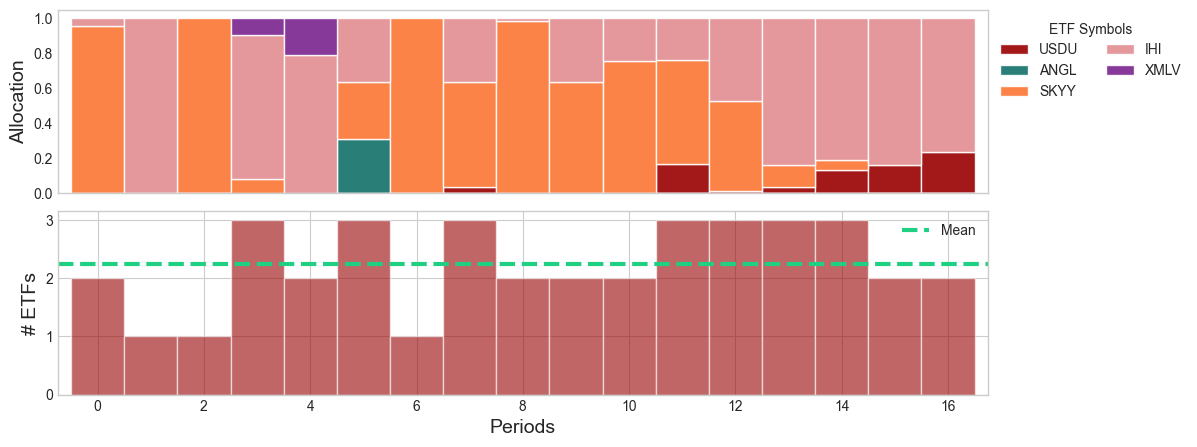 1.0
0.8
0.6
0.4
0.2
0.0
Allocation
ETF Symbols
USDU IHI
ANGL XMLV
SKYY
3
2
1
0
# ETFs
Mean
0 2 4 6 8 10 12 14 16
Periods